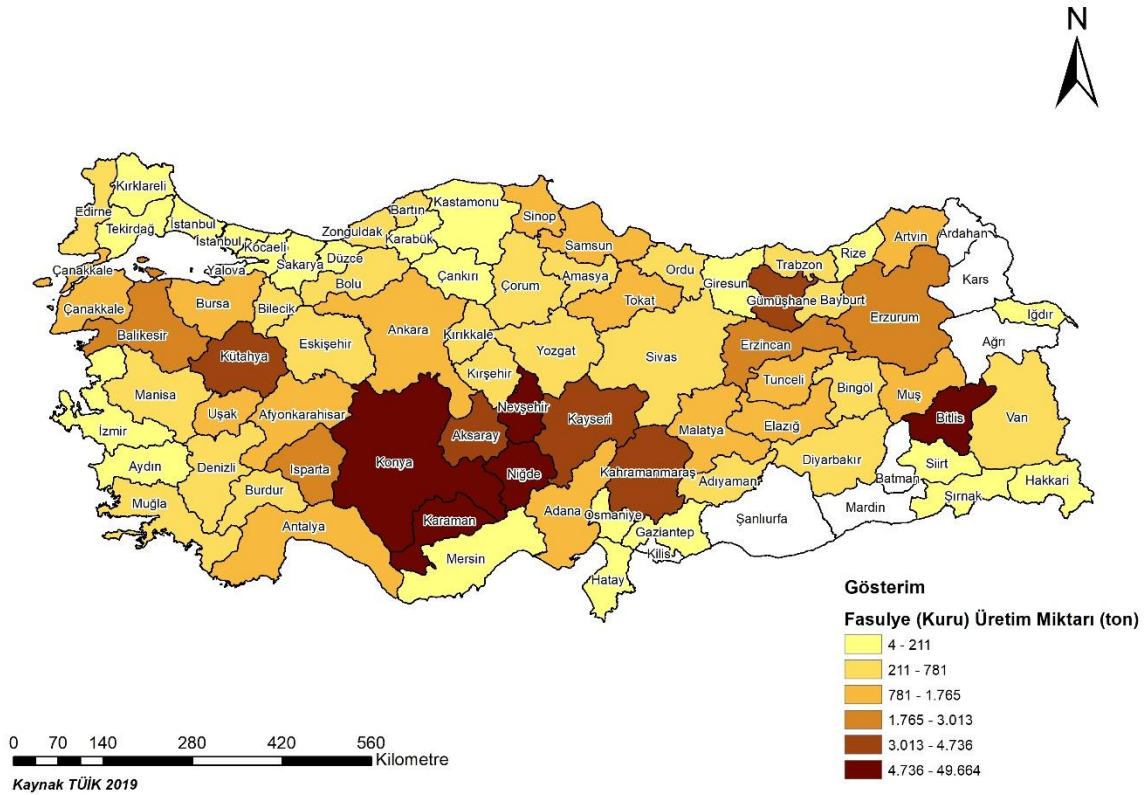 N
Kırklareli
Edirne
Tekirdağ
İstanbul
İstanbul
Kocaeli
Yalova
Sakarya
Düzce
Zonguldak
Bartın
Karabük
Kastamonu
Sinop
Samsun
Çankırı
Çorum
Amasya
Ordu
Giresun
Trabzon
Rize
Artvin
Ardahan
Kars
Gümüşhane
Bayburt
Erzurum
Iğdır
Ağrı
Çanakkale
Çanakkale
Balıkesir
Bursa
Bilecik
Bolu
Ankara
Kırıkkale
Tokat
Kütahya
Eskişehir
Kırşehir
Yozgat
Sivas
Erzincan
Tunceli
Bingöl
Muş
Manisa
Uşak
Afyonkarahisar
Nevşehir
Kayseri
Malatya
Elazığ
Bitlis
Van
İzmir
Aydın
Denizli
Isparta
Konya
Aksaray
Niğde
Kahramanmaraş
Adıyaman
Diyarbakır
Batman
Siirt
Şırnak
Hakkari
Muğla
Burdur
Antalya
Karaman
Mersin
Adana
Osmaniye
Gaziantep
Kilis
Hatay
Şanlıurfa
Mardin
Gösterim
Fasulye (Kuru) Üretim Miktarı (ton)
4 - 211
211 - 781
781 - 1.765
1.765 - 3.013
3.013 - 4.736
4.736 - 49.664
0 70 140 280 420 560
Kilometre
Kaynak TÜİK 2019